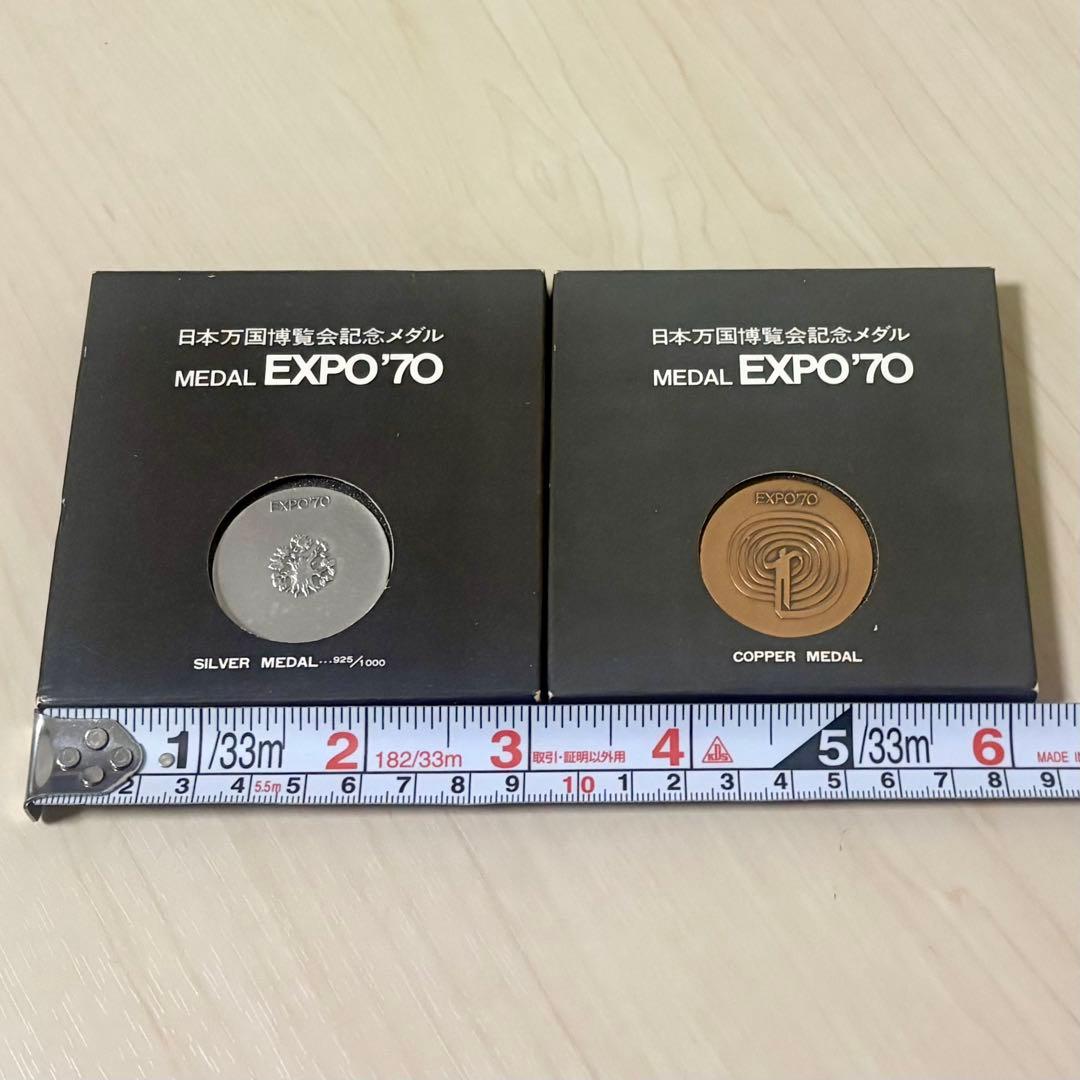 日本万国博覧会記念メダル
MEDAL EXPO'70
EXPO'70
SILVER MEDAL...925/1000
日本万国博覧会記念メダル
MEDAL EXPO'70
EXPO'70
COPPER MEDAL
1 /33m 2 182/33m 3 取引・証明以外用 4 KDS 5 /33m 6 MADE I
2 3 4 5.5m 5 6 7 8 9 10 1 2 3 4 5 6 7 8 9